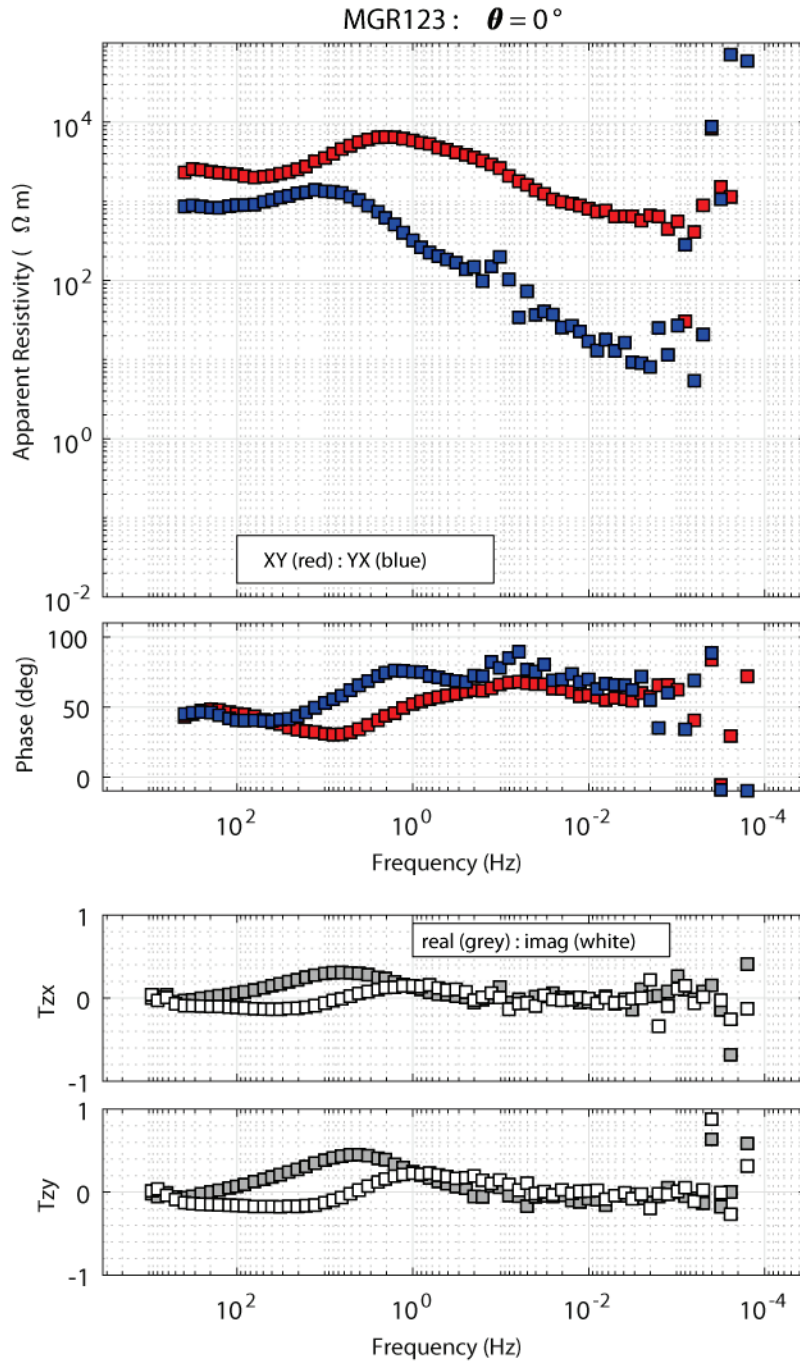 MGR123 : θ = 0°
Apparent Resistivity ( Ω m)
10^4
10^2
10^0
10^-2
XY (red) : YX (blue)
Phase (deg)
100
50
0
10^2 10^0 10^-2 10^-4
Frequency (Hz)
Tzx
1
0
-1
real (grey) : imag (white)
Tzy
1
0
-1
10^2 10^0 10^-2 10^-4
Frequency (Hz)